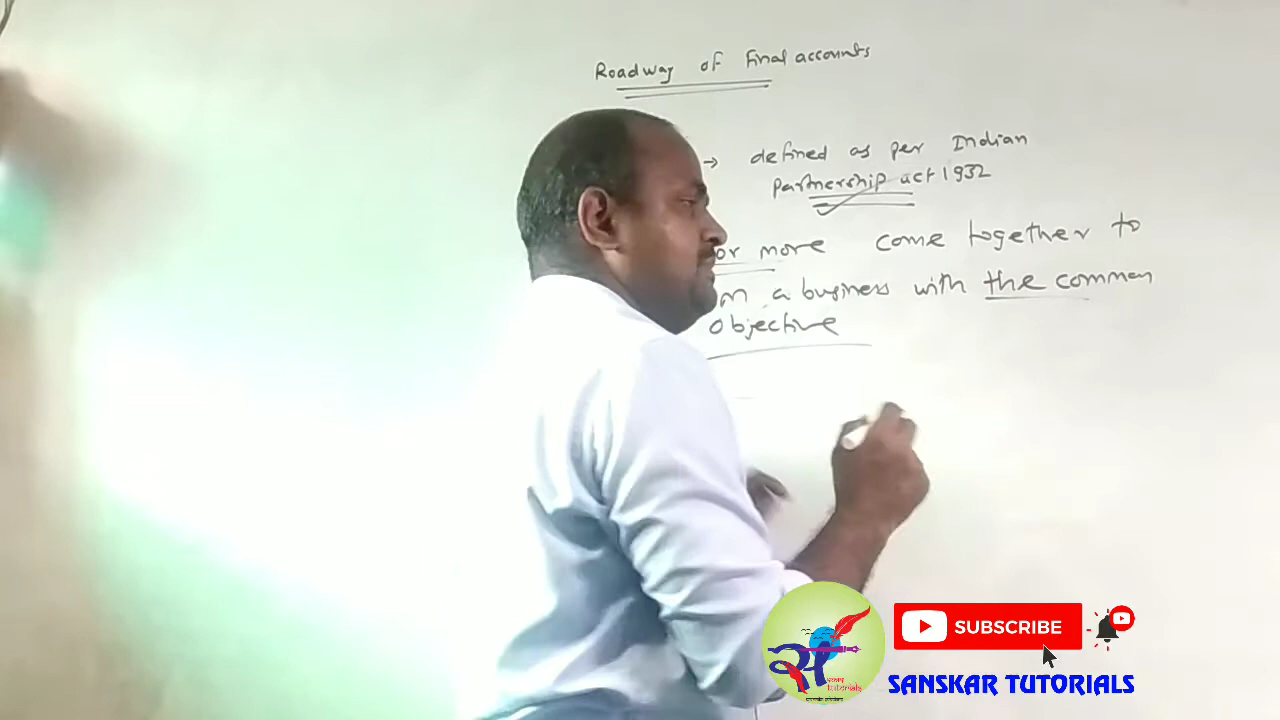 Roadway of final accounts
→ defined as per Indian
partnership act 1932
or more come together to
a business with the common
objective
SUBSCRIBE
tutorials
SANSKAR TUTORIALS